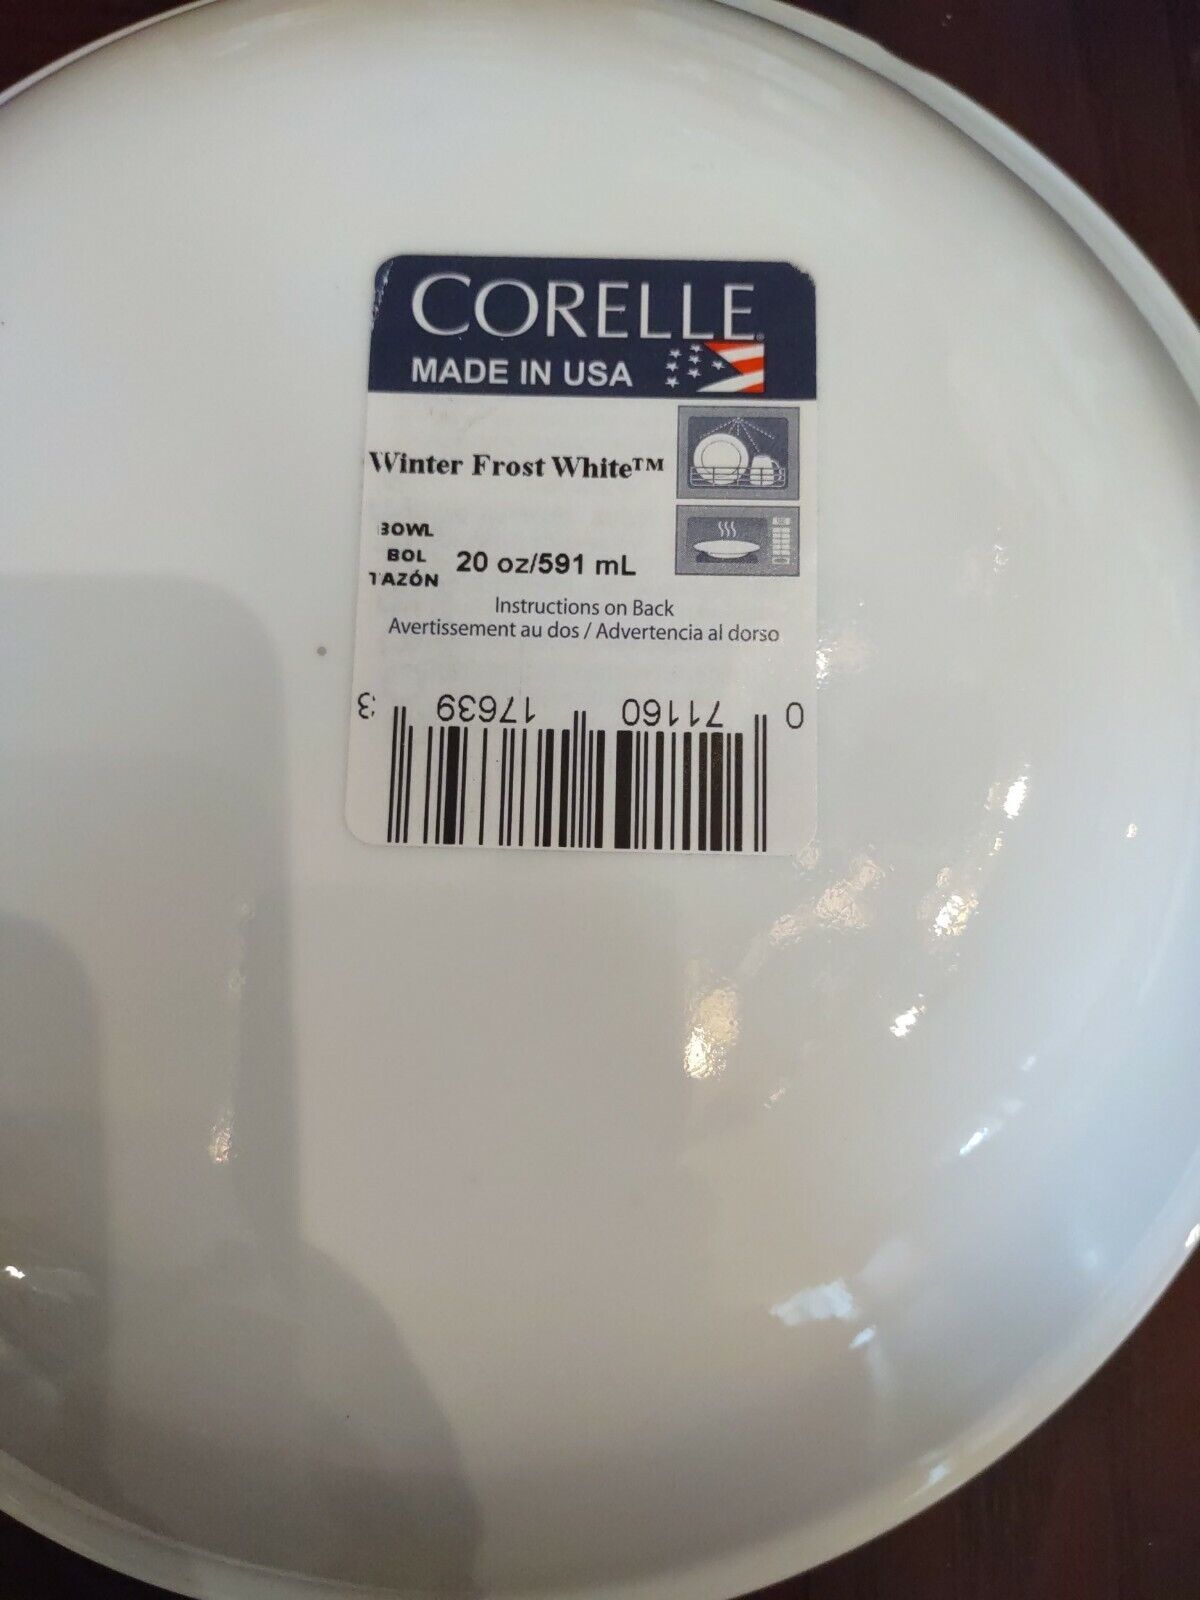 CORELLE®
MADE IN USA
Winter Frost White™
BOWL
BOL
TAZÓN
20 oz/591 mL
Instructions on Back
Avertissement au dos / Advertencia al dorso
0 71160 17639 3